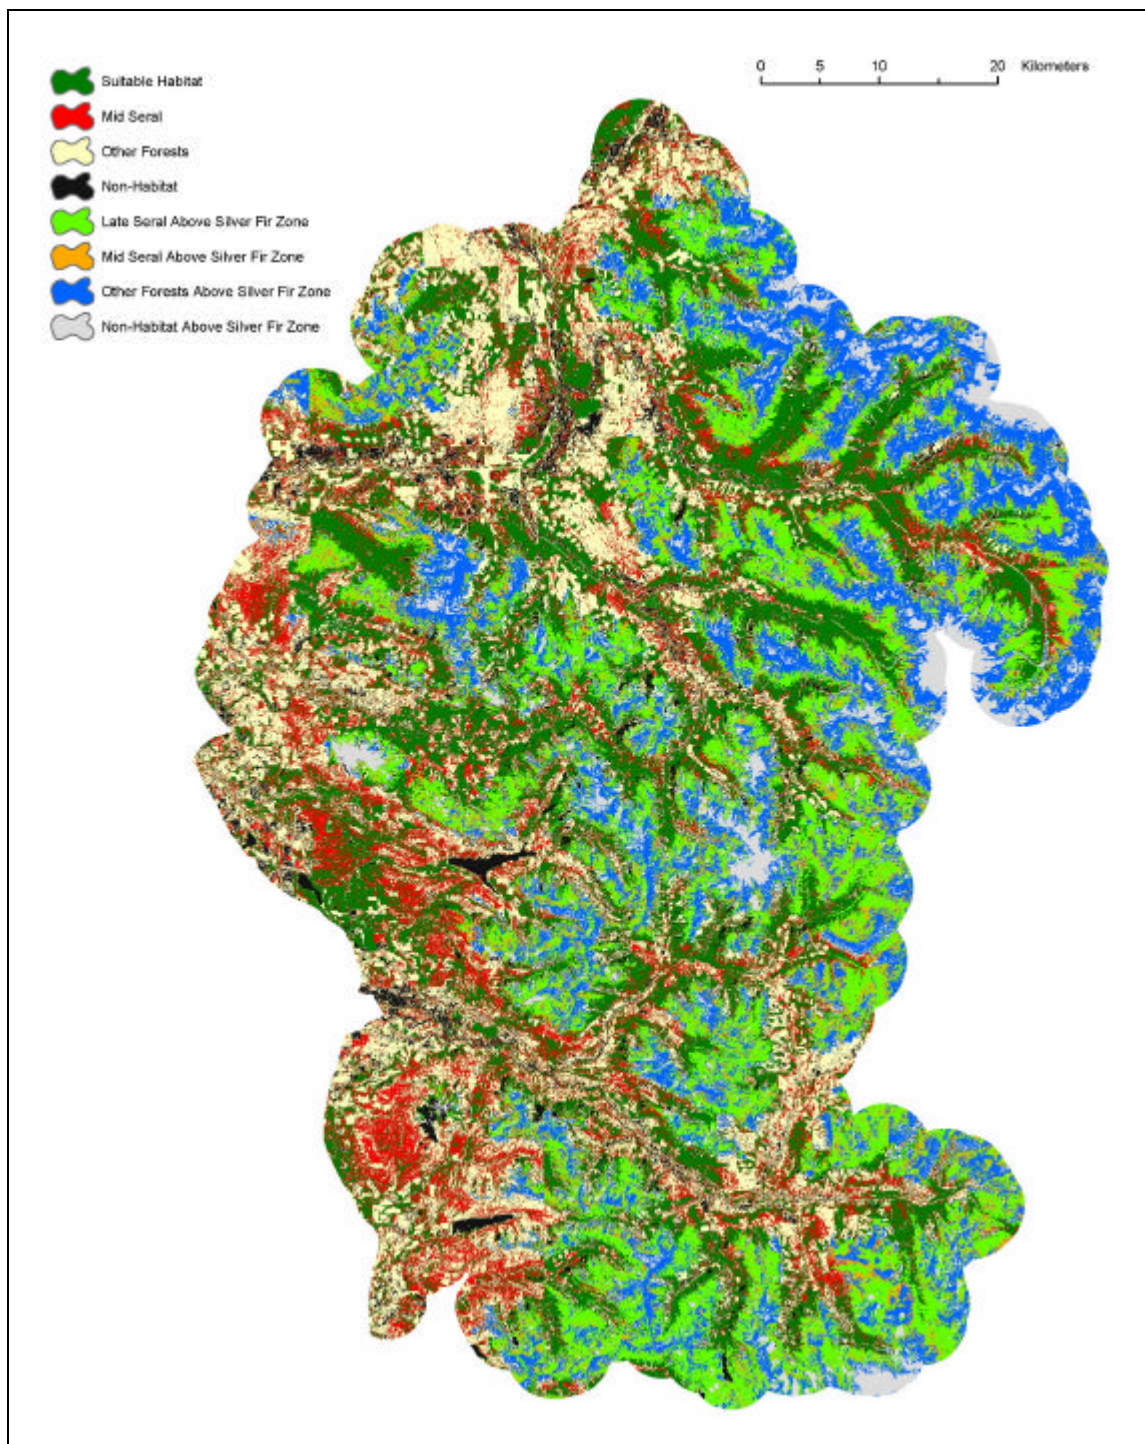 Suitable Habitat
Mid Seral
Other Forests
Non-Habitat
Late Seral Above Silver Fir Zone
Mid Seral Above Silver Fir Zone
Other Forests Above Silver Fir Zone
Non-Habitat Above Silver Fir Zone
0 5 10 20 Kilometers